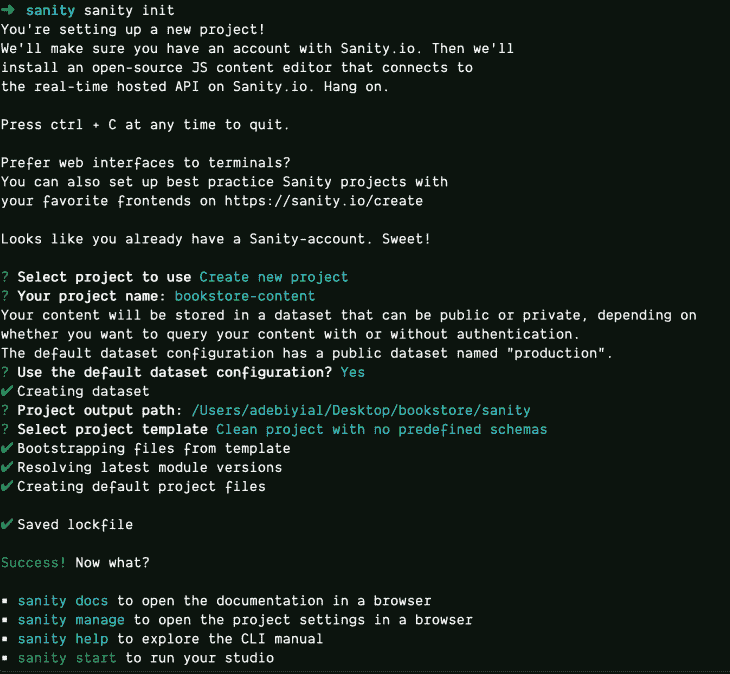 ➜ sanity sanity init
You're setting up a new project!
We'll make sure you have an account with Sanity.io. Then we'll
install an open-source JS content editor that connects to
the real-time hosted API on Sanity.io. Hang on.
Press ctrl + C at any time to quit.
Prefer web interfaces to terminals?
You can also set up best practice Sanity projects with
your favorite frontends on https://sanity.io/create
Looks like you already have a Sanity-account. Sweet!
? Select project to use Create new project
? Your project name: bookstore-content
Your content will be stored in a dataset that can be public or private, depending on
whether you want to query your content with or without authentication.
The default dataset configuration has a public dataset named "production".
? Use the default dataset configuration? Yes
✔ Creating dataset
? Project output path: /Users/adebiyial/Desktop/bookstore/sanity
? Select project template Clean project with no predefined schemas
✔ Bootstrapping files from template
✔ Resolving latest module versions
✔ Creating default project files
✔ Saved lockfile
Success! Now what?
▪ sanity docs to open the documentation in a browser
▪ sanity manage to open the project settings in a browser
▪ sanity help to explore the CLI manual
▪ sanity start to run your studio